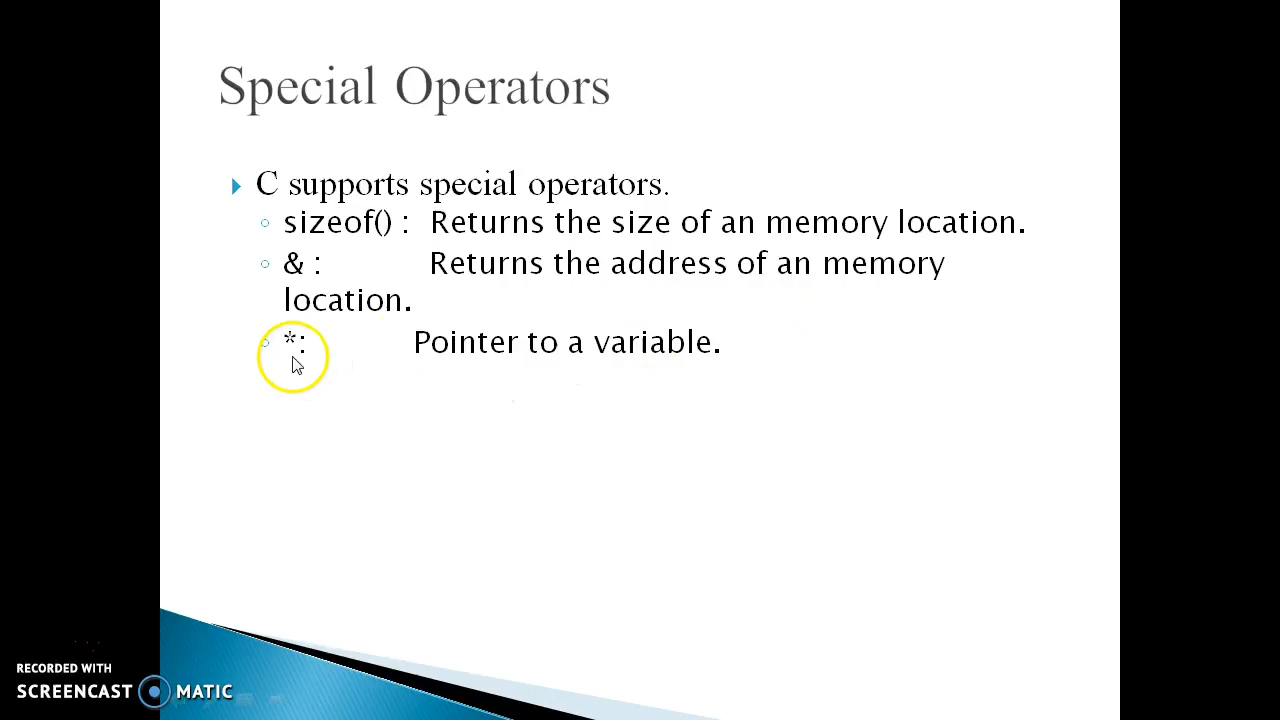 Special Operators
C supports special operators.
sizeof() : Returns the size of an memory location.
& : Returns the address of an memory
location.
*: Pointer to a variable.
RECORDED WITH
SCREENCAST MATIC